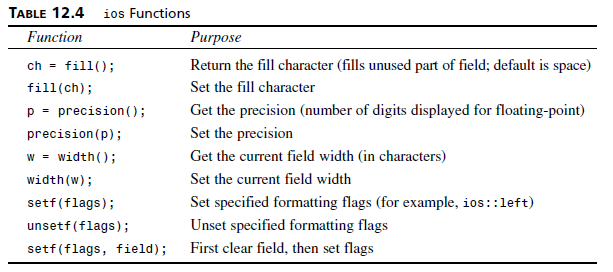 TABLE 12.4 ios Functions
Function Purpose
ch = fill(); Return the fill character (fills unused part of field; default is space)
fill(ch); Set the fill character
p = precision(); Get the precision (number of digits displayed for floating-point)
precision(p); Set the precision
w = width(); Get the current field width (in characters)
width(w); Set the current field width
setf(flags); Set specified formatting flags (for example, ios::left)
unsetf(flags); Unset specified formatting flags
setf(flags, field); First clear field, then set flags